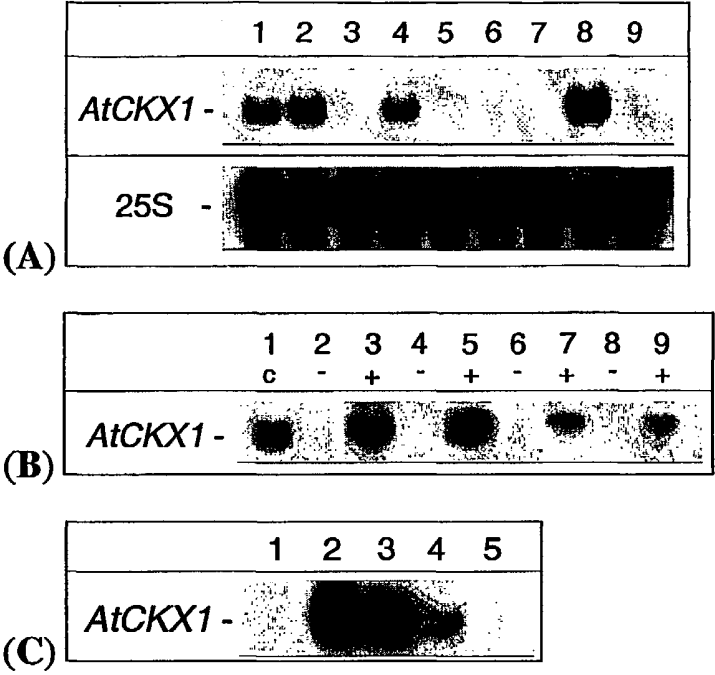 1 2 3 4 5 6 7 8 9
AtCKX1 -
25S -
(A)
1 2 3 4 5 6 7 8 9
c - + - + - + - +
AtCKX1 -
(B)
1 2 3 4 5
AtCKX1 -
(C)